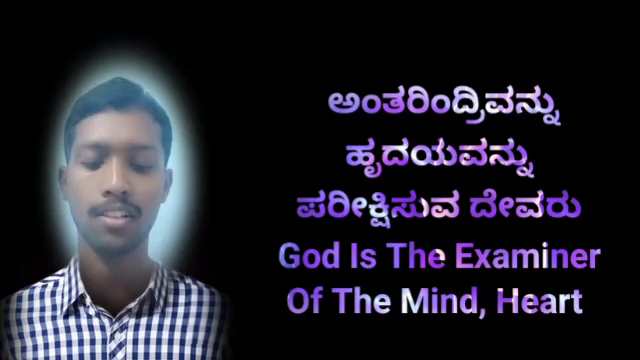 ಅಂತರಿಂದ್ರಿವನ್ನು
ಹೃದಯವನ್ನು
ಪರೀಕ್ಷಿಸುವ ದೇವರು
God Is The Examiner
Of The Mind, Heart